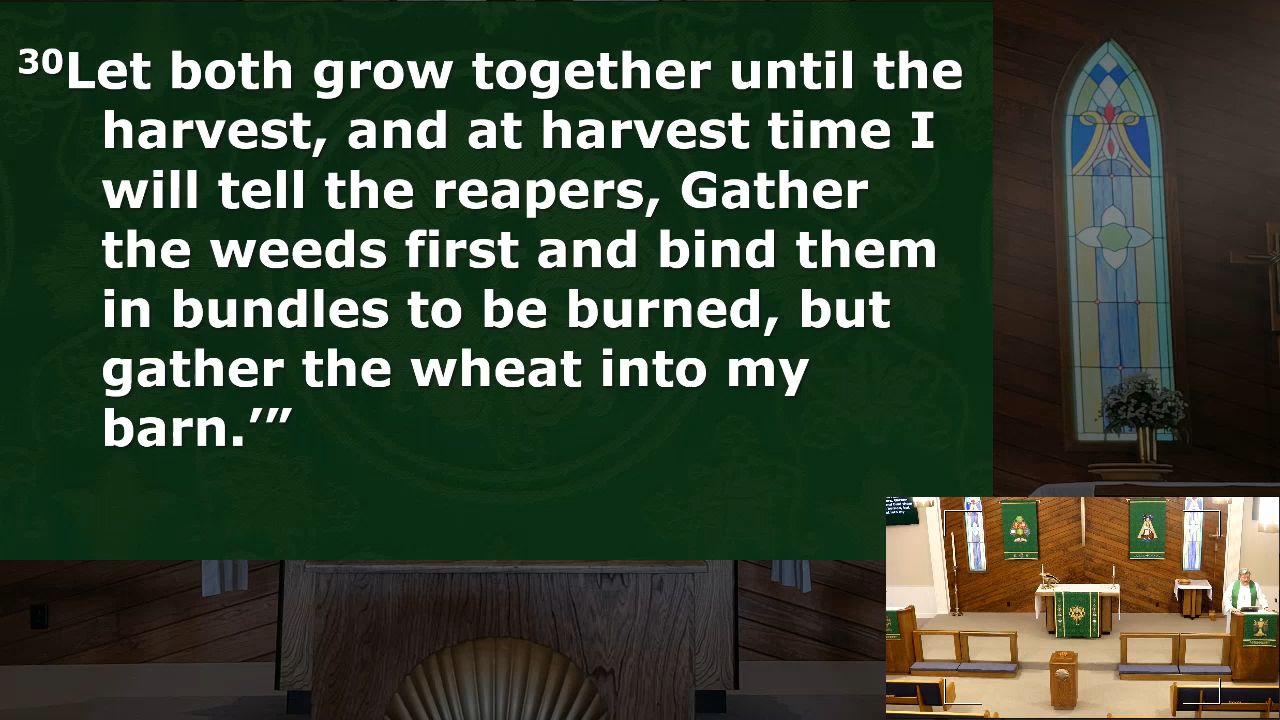 30Let both grow together until the
harvest, and at harvest time I
will tell the reapers, Gather
the weeds first and bind them
in bundles to be burned, but
gather the wheat into my
barn.’”